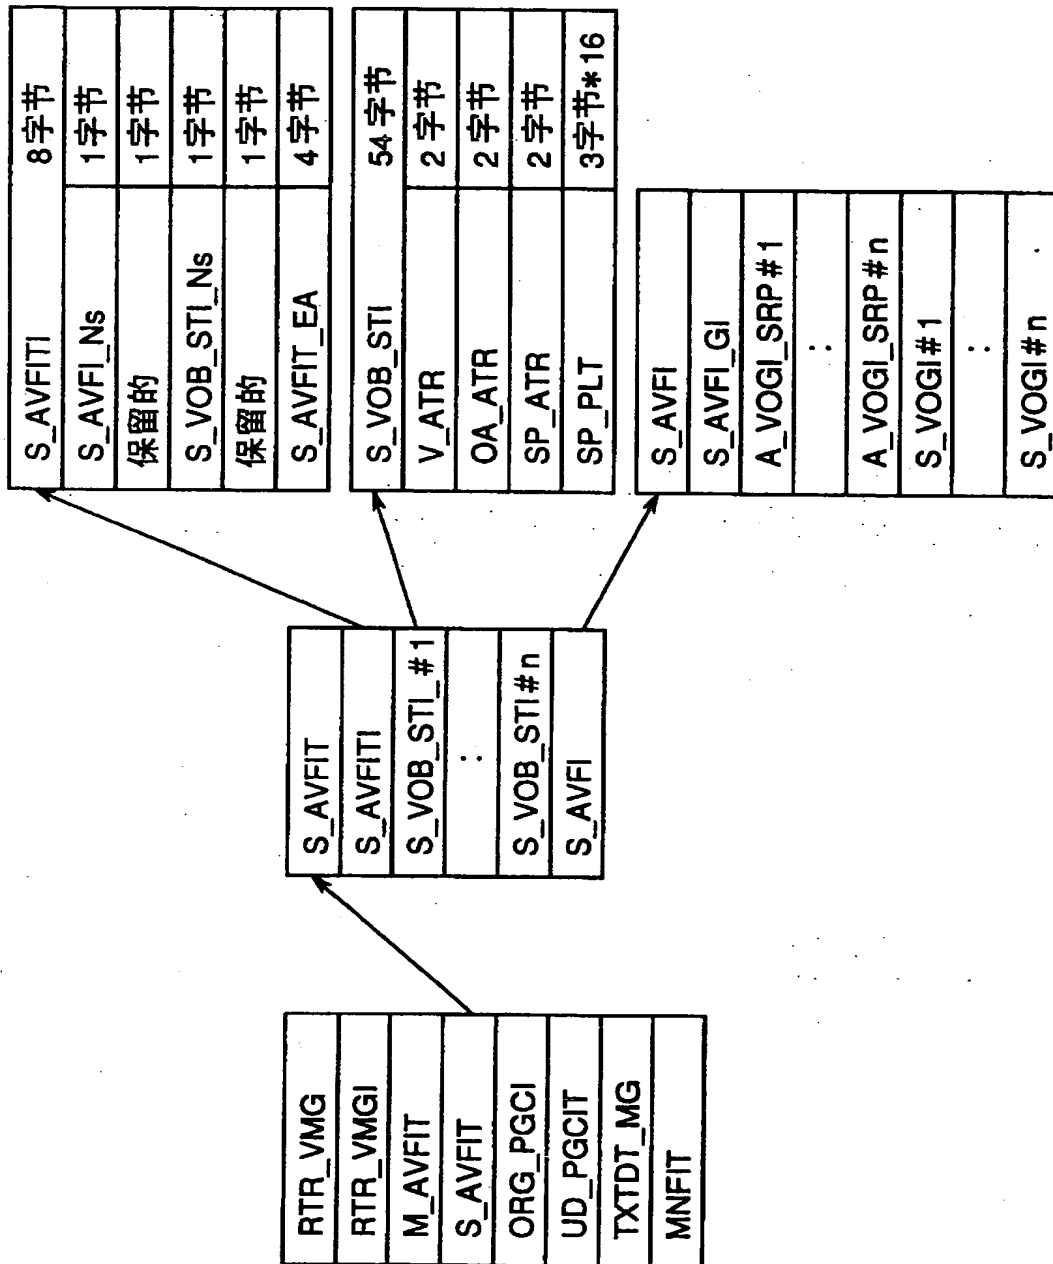 RTR_VMG
RTR_VMGI
M_AVFIT
S_AVFIT
ORG_PGCI
UD_PGCIT
TXTDT_MG
MNFIT
S_AVFIT
S_AVFITI
S_VOB_STI_#1
:
S_VOB_STI#n
S_AVFI
S_AVFITI 8字节
S_AVFI_Ns 1字节
保留的 1字节
S_VOB_STI_Ns 1字节
保留的 1字节
S_AVFIT_EA 4字节
S_VOB_STI 54字节
V_ATR 2字节
OA_ATR 2字节
SP_ATR 2字节
SP_PLT 3字节*16
S_AVFI
S_AVFI_GI
A_VOGI_SRP#1
:
A_VOGI_SRP#n
S_VOGI#1
:
S_VOGI#n